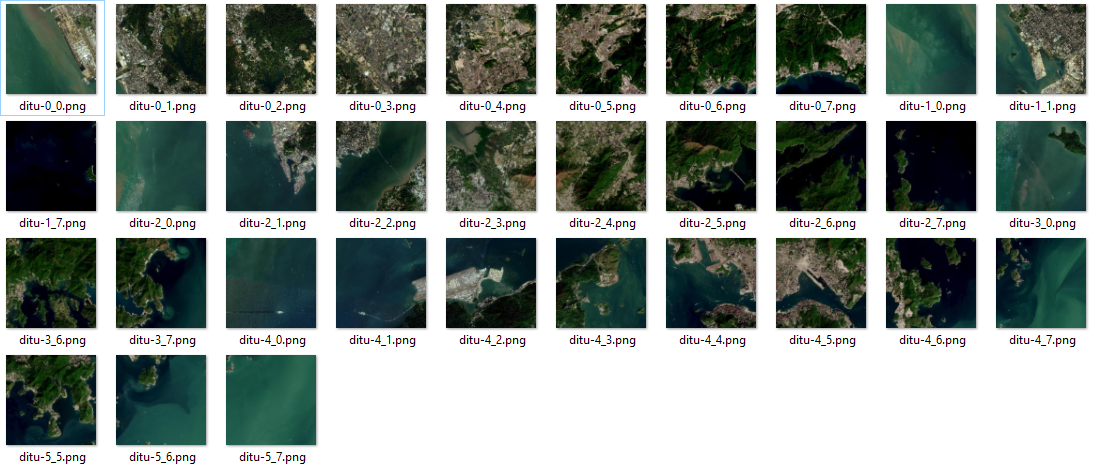 ditu-0_0.png ditu-0_1.png ditu-0_2.png ditu-0_3.png ditu-0_4.png ditu-0_5.png ditu-0_6.png ditu-0_7.png ditu-1_0.png ditu-1_1.png
ditu-1_7.png ditu-2_0.png ditu-2_1.png ditu-2_2.png ditu-2_3.png ditu-2_4.png ditu-2_5.png ditu-2_6.png ditu-2_7.png ditu-3_0.png
ditu-3_6.png ditu-3_7.png ditu-4_0.png ditu-4_1.png ditu-4_2.png ditu-4_3.png ditu-4_4.png ditu-4_5.png ditu-4_6.png ditu-4_7.png
ditu-5_5.png ditu-5_6.png ditu-5_7.png